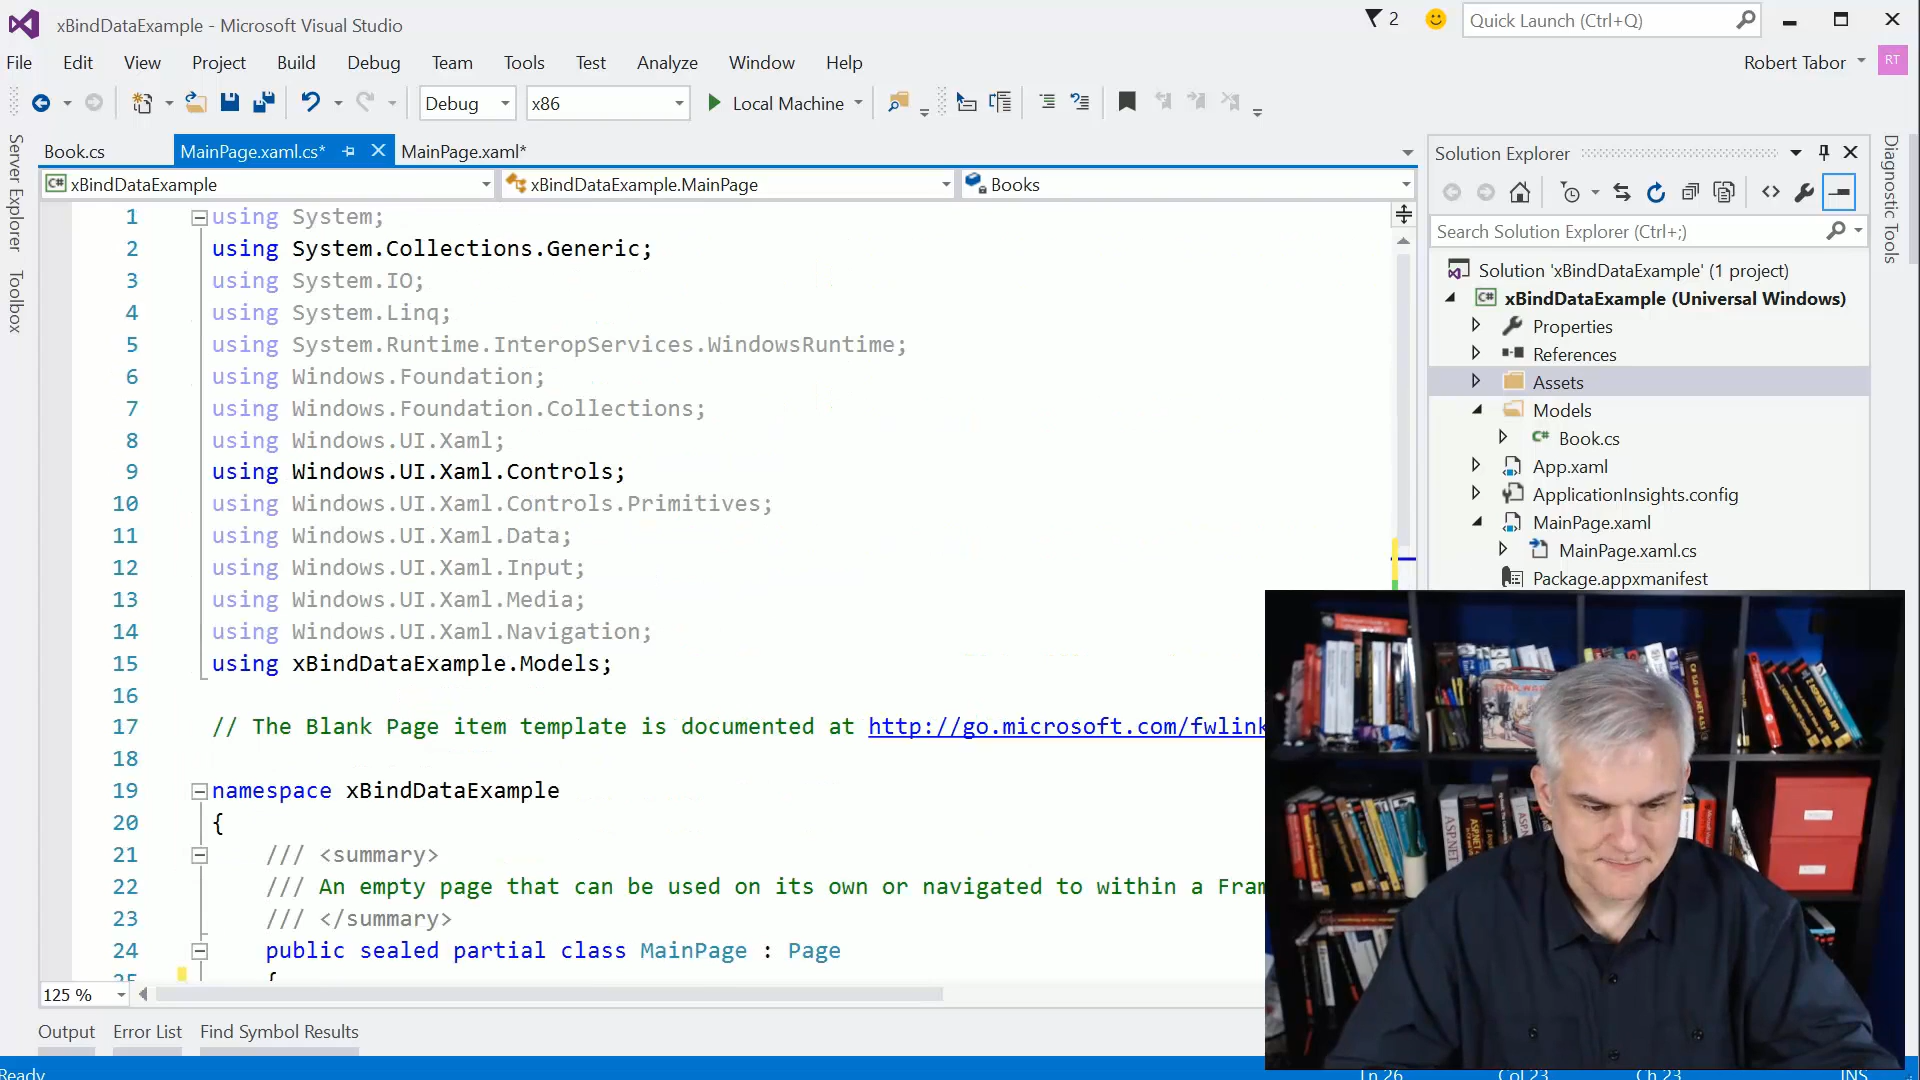 xBindDataExample - Microsoft Visual Studio
2
Quick Launch (Ctrl+Q)
File Edit View Project Build Debug Team Tools Test Analyze Window Help
Robert Tabor RT
Debug x86 Local Machine
Server Explorer
Toolbox
Book.cs MainPage.xaml.cs* MainPage.xaml*
xBindDataExample xBindDataExample.MainPage Books
1 using System;
2 using System.Collections.Generic;
3 using System.IO;
4 using System.Linq;
5 using System.Runtime.InteropServices.WindowsRuntime;
6 using Windows.Foundation;
7 using Windows.Foundation.Collections;
8 using Windows.UI.Xaml;
9 using Windows.UI.Xaml.Controls;
10 using Windows.UI.Xaml.Controls.Primitives;
11 using Windows.UI.Xaml.Data;
12 using Windows.UI.Xaml.Input;
13 using Windows.UI.Xaml.Media;
14 using Windows.UI.Xaml.Navigation;
15 using xBindDataExample.Models;
16
17 // The Blank Page item template is documented at http://go.microsoft.com/fwlink
18
19 namespace xBindDataExample
20 {
21 /// <summary>
22 /// An empty page that can be used on its own or navigated to within a Fram
23 /// </summary>
24 public sealed partial class MainPage : Page
25 {
125 %
Output Error List Find Symbol Results
Ready Ln 26 Col 23 Ch 23 INS
Solution Explorer
Search Solution Explorer (Ctrl+;)
Solution 'xBindDataExample' (1 project)
C# xBindDataExample (Universal Windows)
Properties
References
Assets
Models
C# Book.cs
App.xaml
ApplicationInsights.config
MainPage.xaml
MainPage.xaml.cs
Package.appxmanifest
Diagnostic Tools